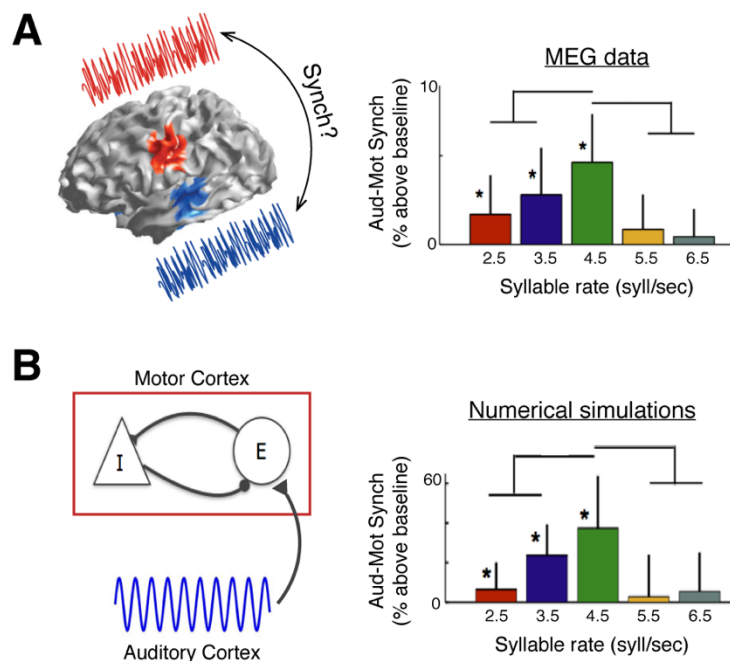 A
Synch?
MEG data
Aud-Mot Synch
(% above baseline)
10
0
* * *
2.5 3.5 4.5 5.5 6.5
Syllable rate (syll/sec)
B
Motor Cortex
I E
Auditory Cortex
Numerical simulations
Aud-Mot Synch
(% above baseline)
60
0
* * *
2.5 3.5 4.5 5.5 6.5
Syllable rate (syll/sec)